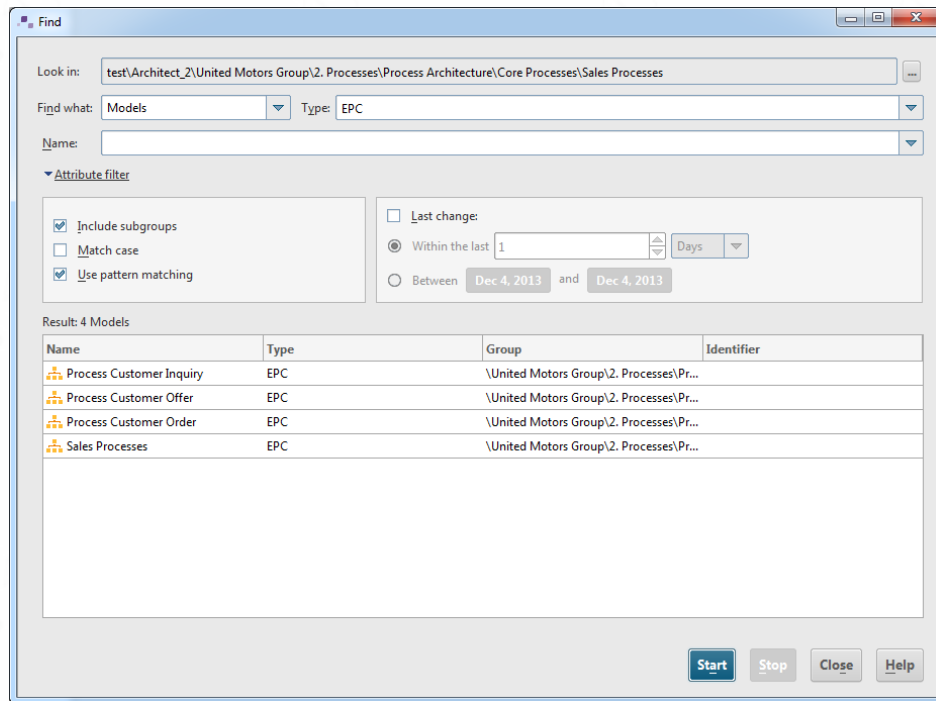 Find
Look in: test\Architect_2\United Motors Group\2. Processes\Process Architecture\Core Processes\Sales Processes ...
Find what: Models Type: EPC
Name:
Attribute filter
Include subgroups
Match case
Use pattern matching
Last change:
Within the last 1 Days
Between Dec 4, 2013 and Dec 4, 2013
Result: 4 Models
Name Type Group Identifier
Process Customer Inquiry EPC \United Motors Group\2. Processes\Pr...
Process Customer Offer EPC \United Motors Group\2. Processes\Pr...
Process Customer Order EPC \United Motors Group\2. Processes\Pr...
Sales Processes EPC \United Motors Group\2. Processes\Pr...
Start Stop Close Help